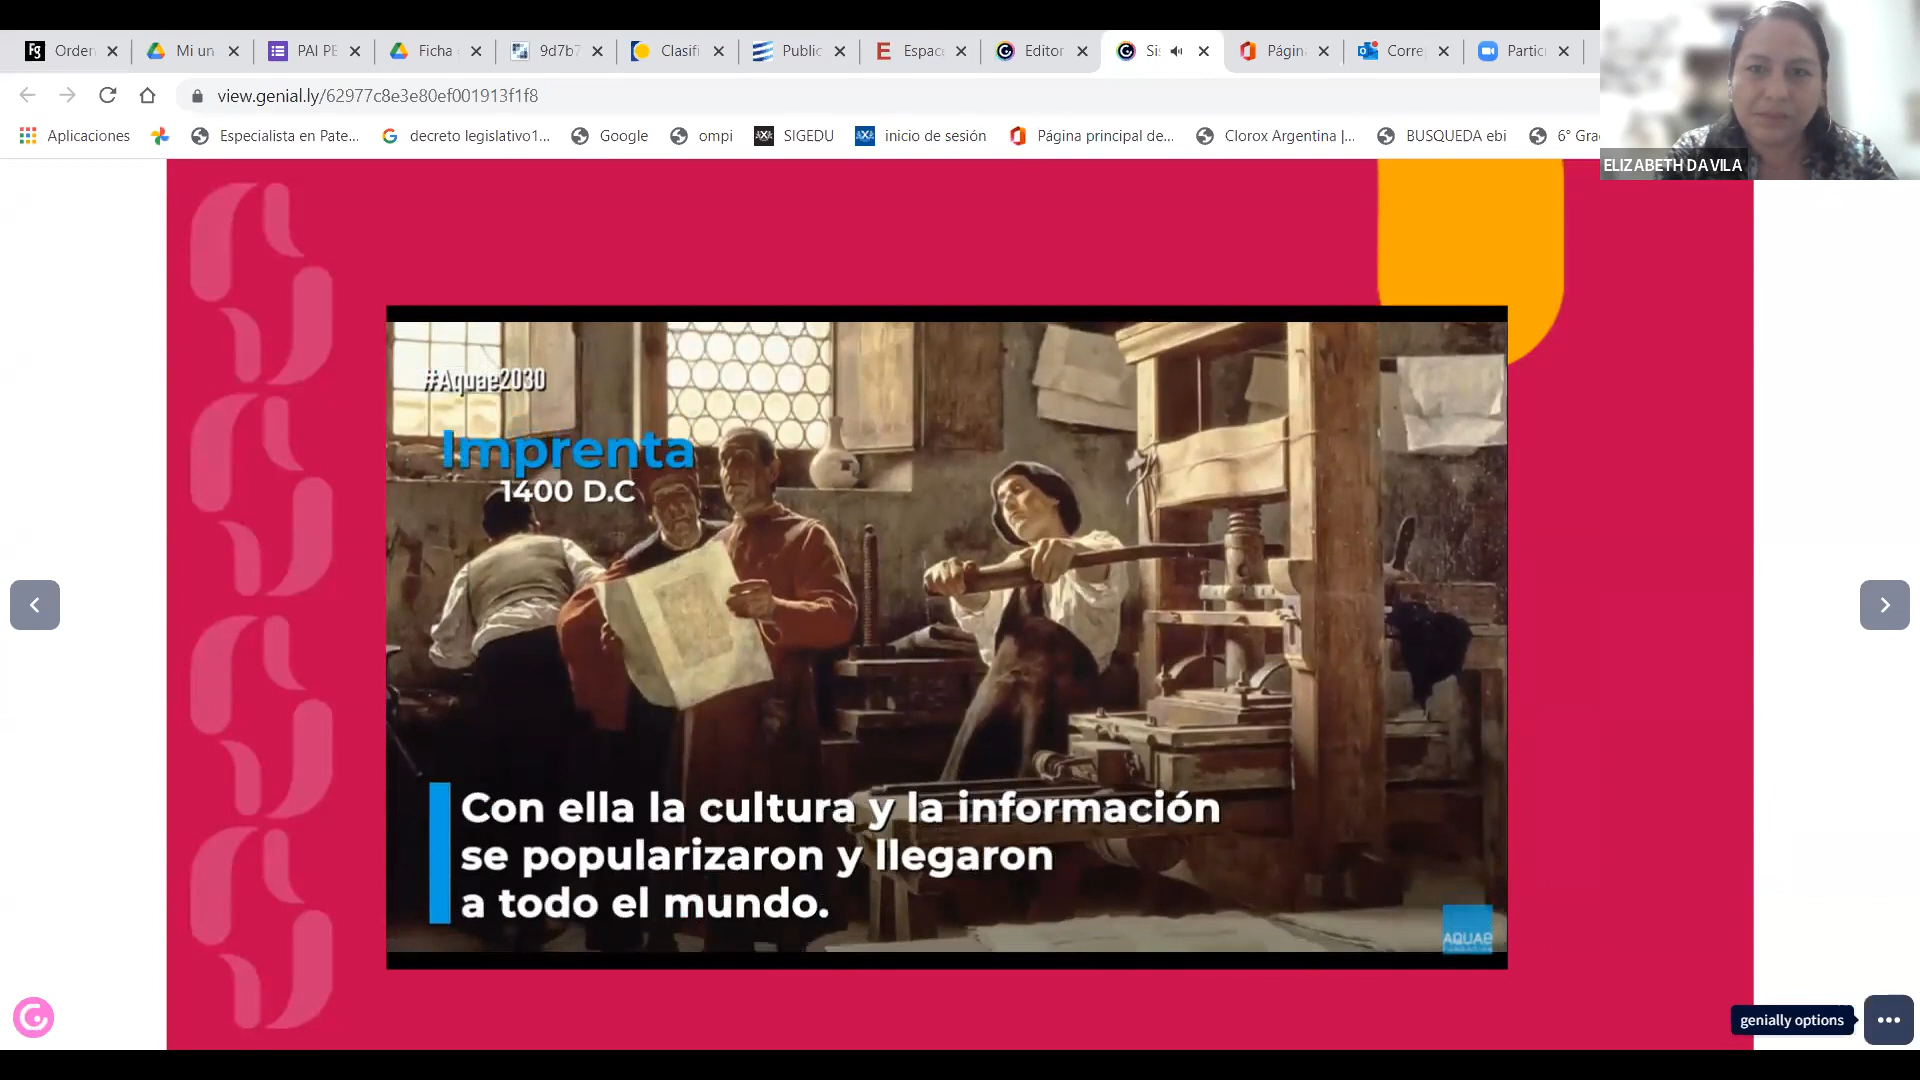 Orden
Mi un
PAI PE
Ficha
9d7b7
Clasifi
Public
Espac
Editor
Sis
Página
Corre
Partic
view.genial.ly/62977c8e3e80ef001913f1f8
Aplicaciones
Especialista en Pate...
decreto legislativo1...
Google
ompi
SIGEDU
inicio de sesión
Página principal de...
Clorox Argentina |...
BUSQUEDA ebi
6° Gra
ELIZABETH DAVILA
#Aquae2030
Imprenta
1400 D.C
Con ella la cultura y la información
se popularizaron y llegaron
a todo el mundo.
AQUAE
genially options